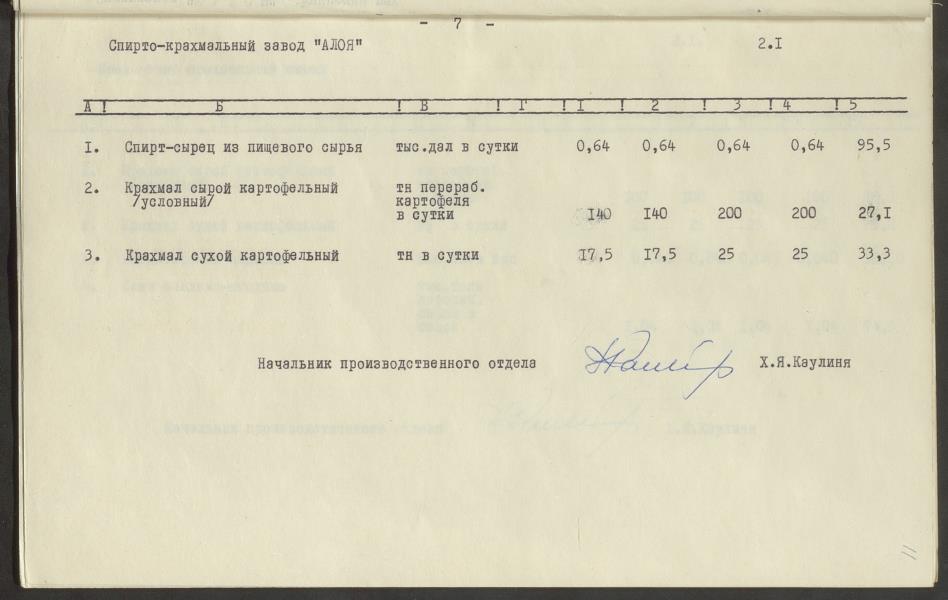 - 7 -
Спирто-крахмальный завод "АЛОЯ" 2.I
А ! Б ! В ! Г ! I ! 2 ! 3 ! 4 ! 5
I. Спирт-сырец из пищевого сырья тыс.дал в сутки 0,64 0,64 0,64 0,64 95,5
2. Крахмал сырой картофельный тн перераб.
/условный/ картофеля
в сутки I40 I40 200 200 27,I
3. Крахмал сухой картофельный тн в сутки I7,5 I7,5 25 25 33,3
Начальник производственного отдела Х.Я.Каулиня
11